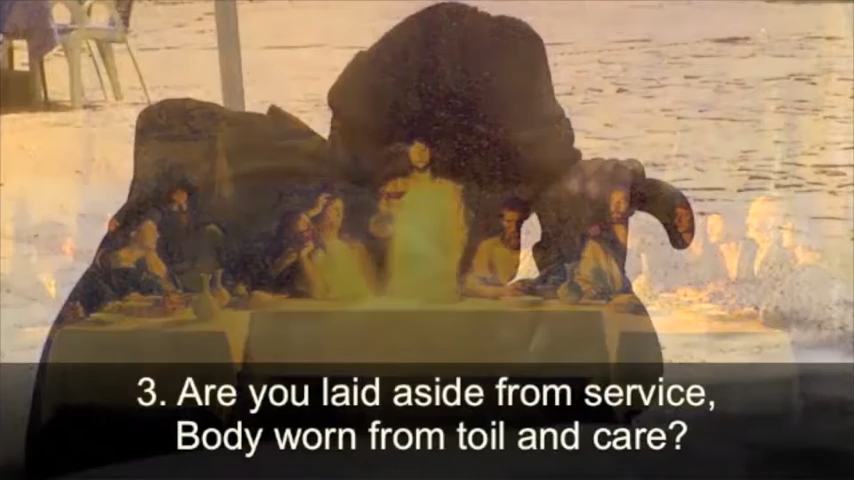 3. Are you laid aside from service,
Body worn from toil and care?